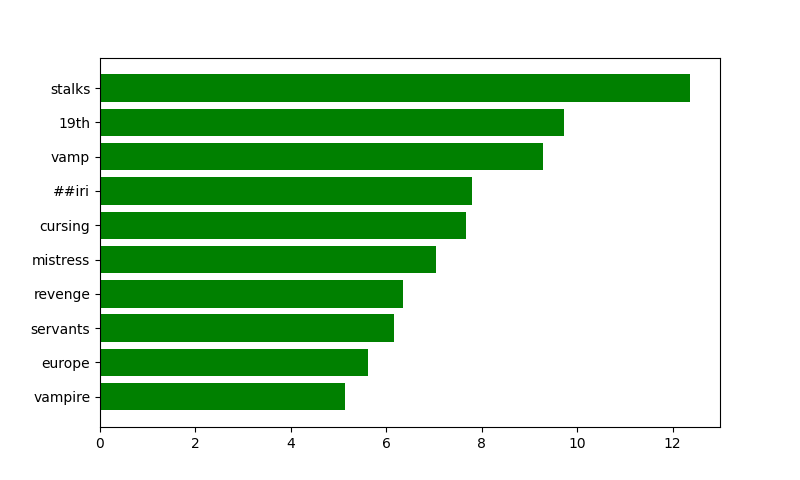 stalks
19th
vamp
##iri
cursing
mistress
revenge
servants
europe
vampire
0 2 4 6 8 10 12